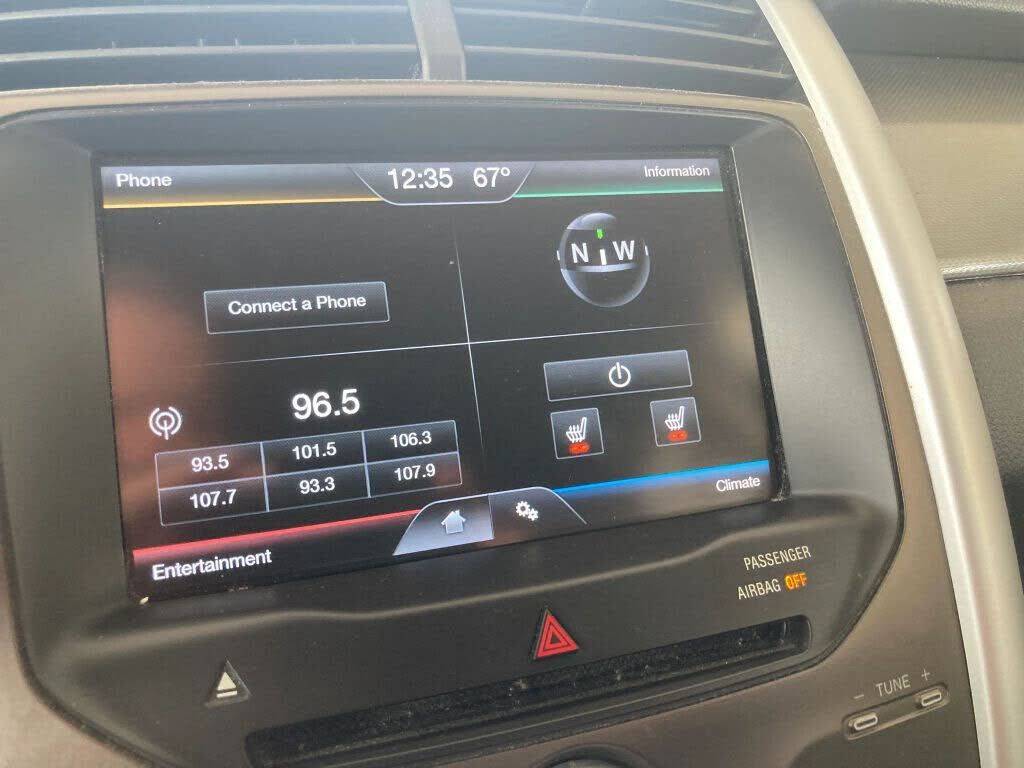 Phone
12:35 67°
Information
N W
Connect a Phone
96.5
93.5 101.5 106.3
107.7 93.3 107.9
Climate
Entertainment
PASSENGER
AIRBAG OFF
- TUNE +